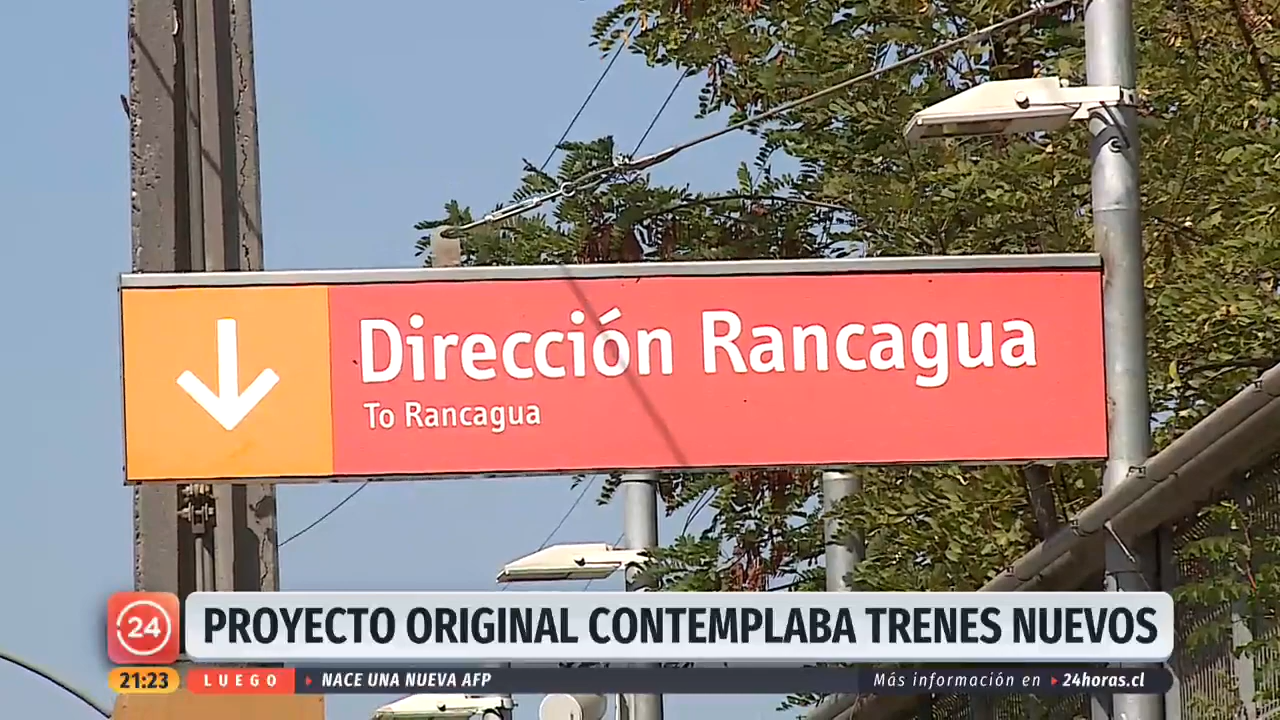 Dirección Rancagua
To Rancagua
24
PROYECTO ORIGINAL CONTEMPLABA TRENES NUEVOS
21:23
LUEGO
NACE UNA NUEVA AFP
Más información en 24horas.cl